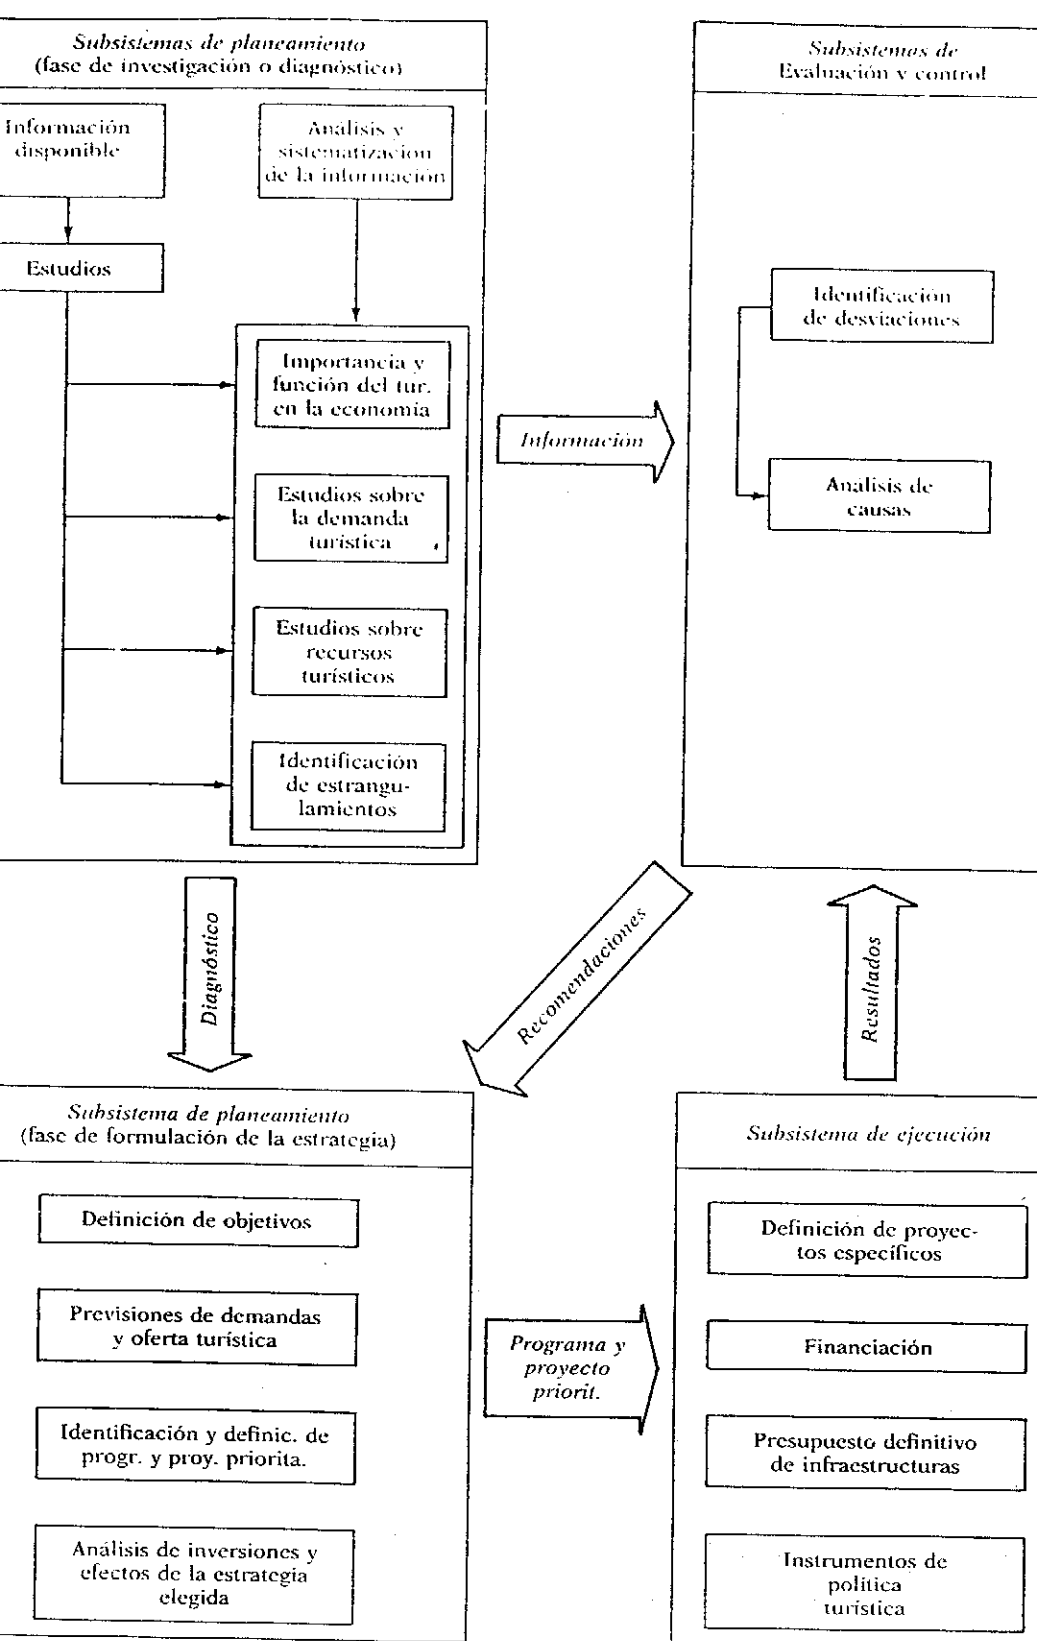 Subsistemas de planeamiento
(fase de investigación o diagnóstico)
Información
disponible
Análisis y
sistematización
de la información
Estudios
Importancia y
función del tur.
en la economía
Estudios sobre
la demanda
turística
Estudios sobre
recursos
turísticos
Identificación
de estrangu-
lamientos
Información
Subsistemas de
Evaluación y control
Identificación
de desviaciones
Análisis de
causas
Diagnóstico
Recomendaciones
Resultados
Subsistema de planeamiento
(fase de formulación de la estrategia)
Definición de objetivos
Previsiones de demandas
y oferta turística
Identificación y definic. de
progr. y proy. priorita.
Análisis de inversiones y
efectos de la estrategia
elegida
Programa y
proyecto
priorit.
Subsistema de ejecución
Definición de proyec-
tos específicos
Financiación
Presupuesto definitivo
de infraestructuras
Instrumentos de
política
turística